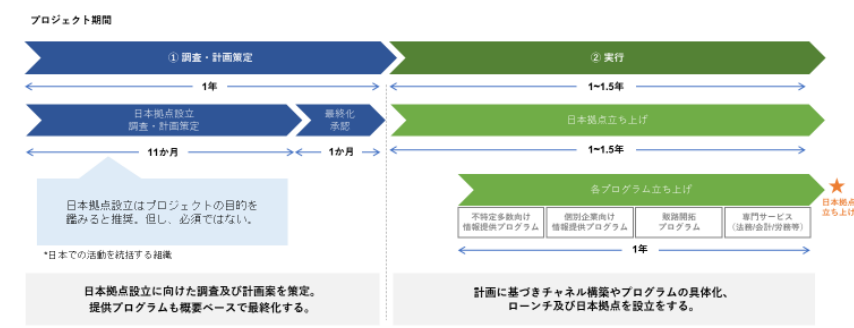 プロジェクト期間
① 調査・計画策定
② 実行
1年
1~1.5年
日本拠点設立
調査・計画策定
最終化
承認
日本拠点立ち上げ
11か月
1か月
1~1.5年
各プログラム立ち上げ
日本拠点
立ち上げ
不特定多数向け
情報提供プログラム
個別企業向け
情報提供プログラム
販路開拓
プログラム
専門サービス
（法務/会計/労務等）
1年
日本拠点設立はプロジェクトの目的を
鑑みると推奨。但し、必須ではない。
*日本での活動を統括する組織
日本拠点設立に向けた調査及び計画案を策定。
提供プログラムも概要ベースで最終化する。
計画に基づきチャネル構築やプログラムの具体化、
ローンチ及び日本拠点を設立をする。